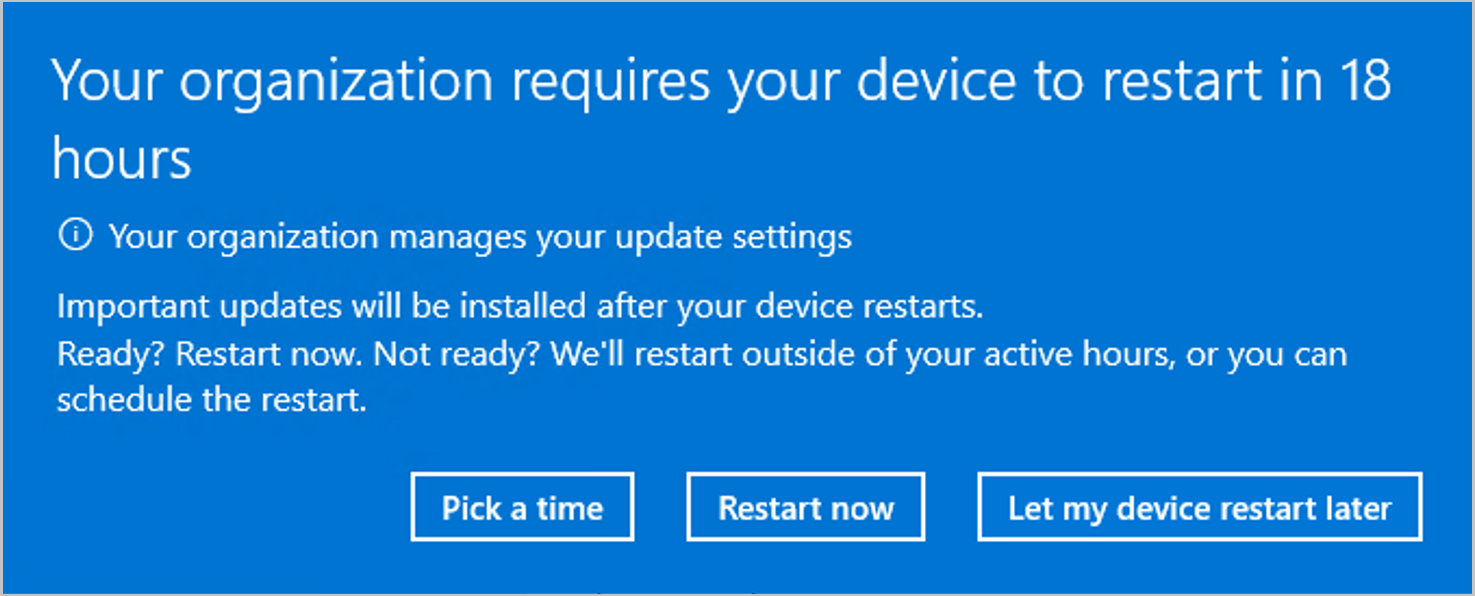 Your organization requires your device to restart in 18
hours
Your organization manages your update settings
Important updates will be installed after your device restarts.
Ready? Restart now. Not ready? We'll restart outside of your active hours, or you can
schedule the restart.
Pick a time
Restart now
Let my device restart later